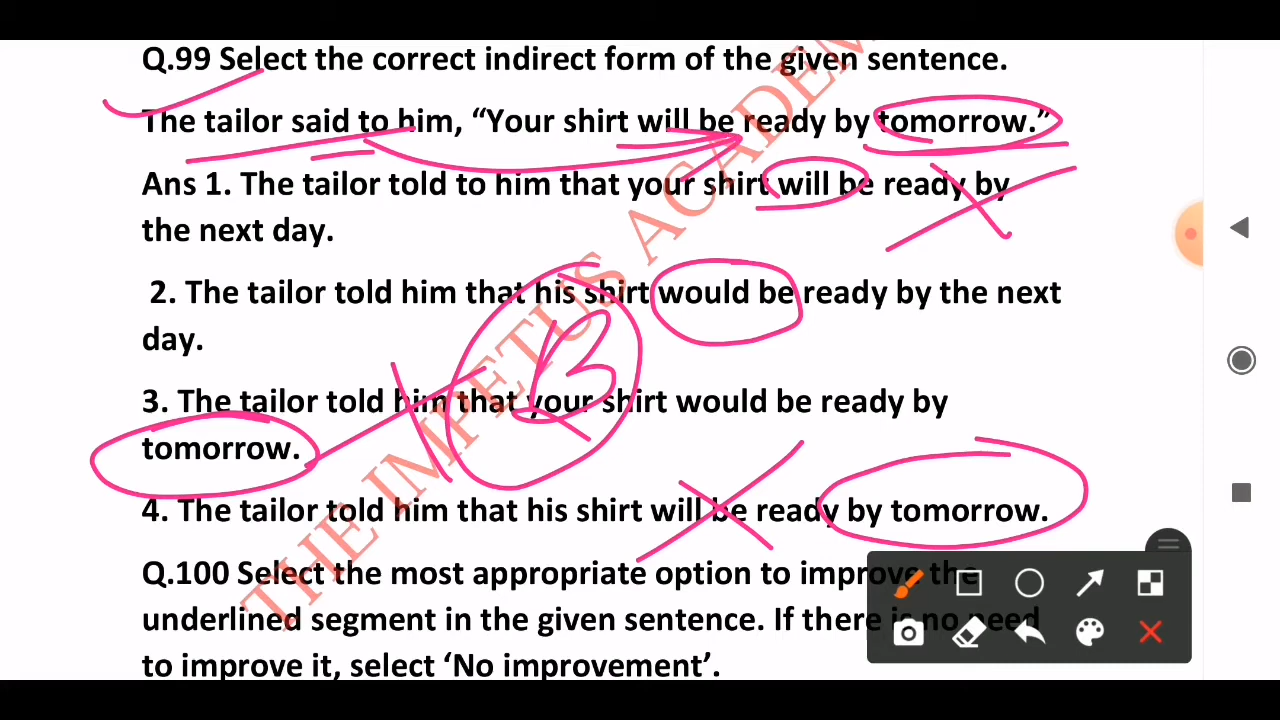 Q.99 Select the correct indirect form of the given sentence.
The tailor said to him, “Your shirt will be ready by tomorrow.”
Ans 1. The tailor told to him that your shirt will be ready by
the next day.
2. The tailor told him that his shirt would be ready by the next
day.
3. The tailor told him that your shirt would be ready by
tomorrow.
4. The tailor told him that his shirt will be ready by tomorrow.
Q.100 Select the most appropriate option to improve the
underlined segment in the given sentence. If there is no need
to improve it, select ‘No improvement’.
THE IMPETUS ACADEM